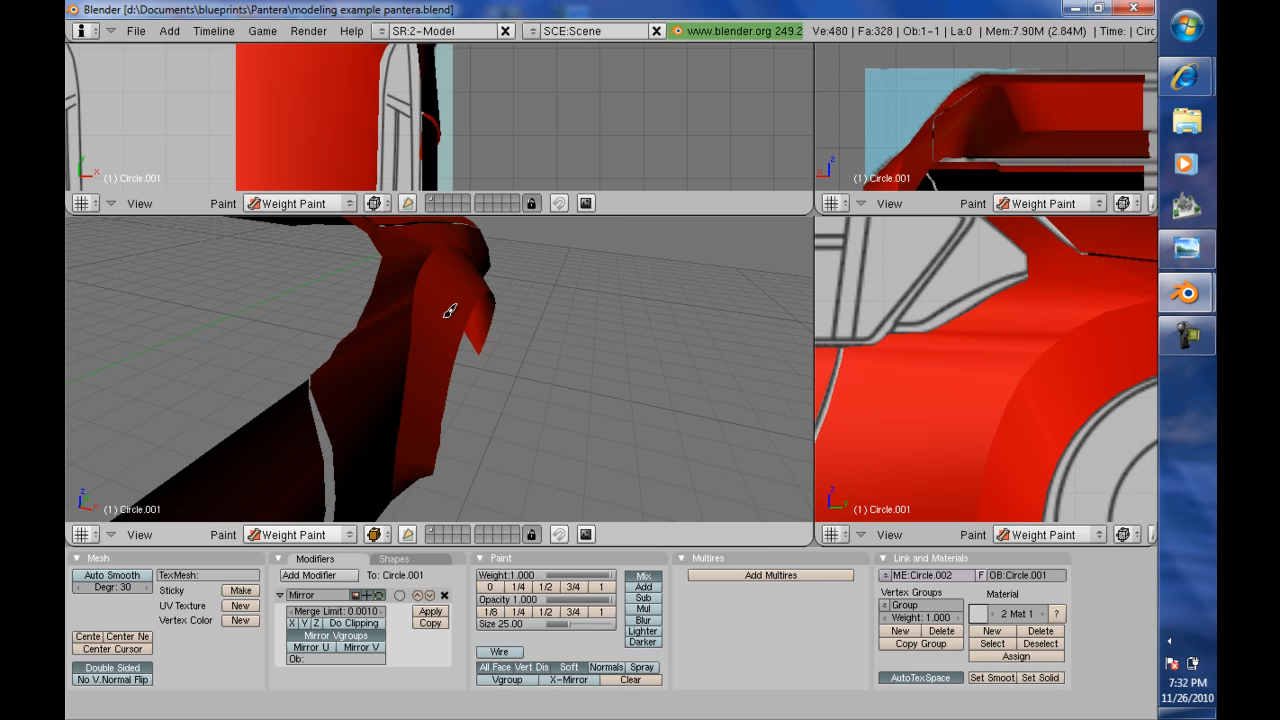 Blender [d:\Documents\blueprints\Pantera\modeling example pantera.blend]
File Add Timeline Game Render Help SR:2-Model SCE:Scene www.blender.org 249.2 Ve:480 | Fa:328 | Ob:1-1 | La:0 | Mem:7.90M (2.84M) | Time: | Circ
(1) Circle.001
(1) Circle.001
View Paint Weight Paint
View Paint Weight Paint
(1) Circle.001
(1) Circle.001
View Paint Weight Paint
View Paint Weight Paint
Mesh
Auto Smooth
Degr: 30
TexMesh:
Sticky Make
UV Texture New
Vertex Color New
Cente Center Ne
Center Cursor
Double Sided
No V.Normal Flip
Modifiers Shapes
Add Modifier To: Circle.001
Mirror
Merge Limit: 0.0010
X Y Z Do Clipping
Mirror Vgroups
Mirror U Mirror V
Ob:
Apply
Copy
Paint
Weight:1.000
0 1/4 1/2 3/4 1
Opacity 1.000
1/8 1/4 1/2 3/4 1
Size 25.00
Mix
Add
Sub
Mul
Blur
Lighter
Darker
Wire
All Face Vert Dis Soft Normals Spray
Vgroup X-Mirror Clear
Multires
Add Multires
Link and Materials
ME:Circle.002 F OB:Circle.001
Vertex Groups
Group
Weight: 1.000
New Delete
Copy Group
AutoTexSpace
Material
2 Mat 1 ?
New Delete
Select Deselect
Assign
Set Smoot Set Solid
7:32 PM
11/26/2010